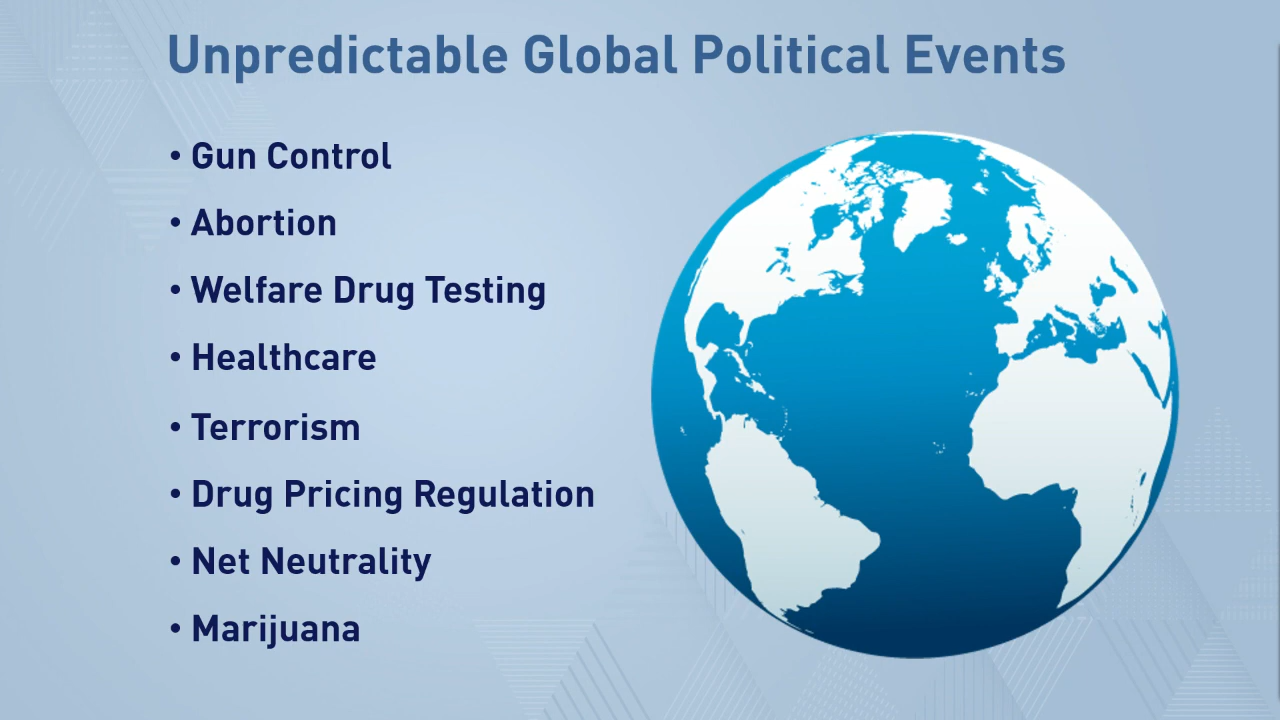 Unpredictable Global Political Events
• Gun Control
• Abortion
• Welfare Drug Testing
• Healthcare
• Terrorism
• Drug Pricing Regulation
• Net Neutrality
• Marijuana